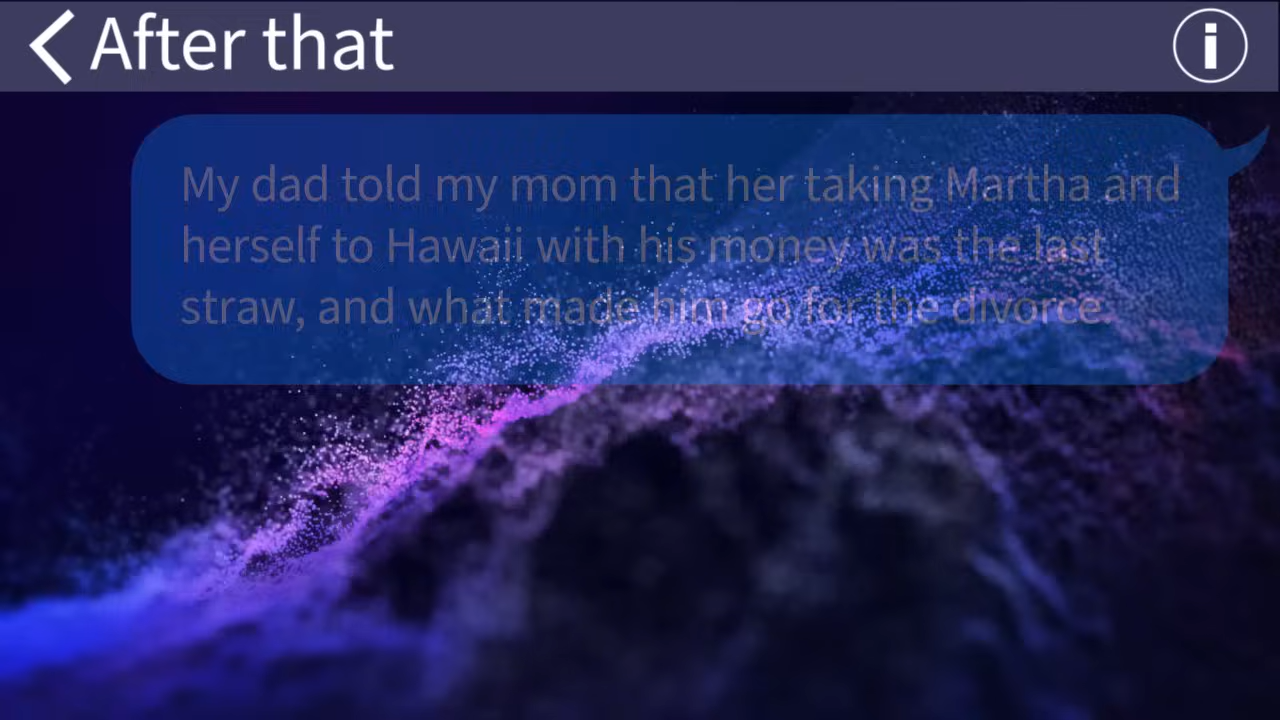 After that
My dad told my mom that her taking Martha and
herself to Hawaii with his money was the last
straw, and what made him go for the divorce.